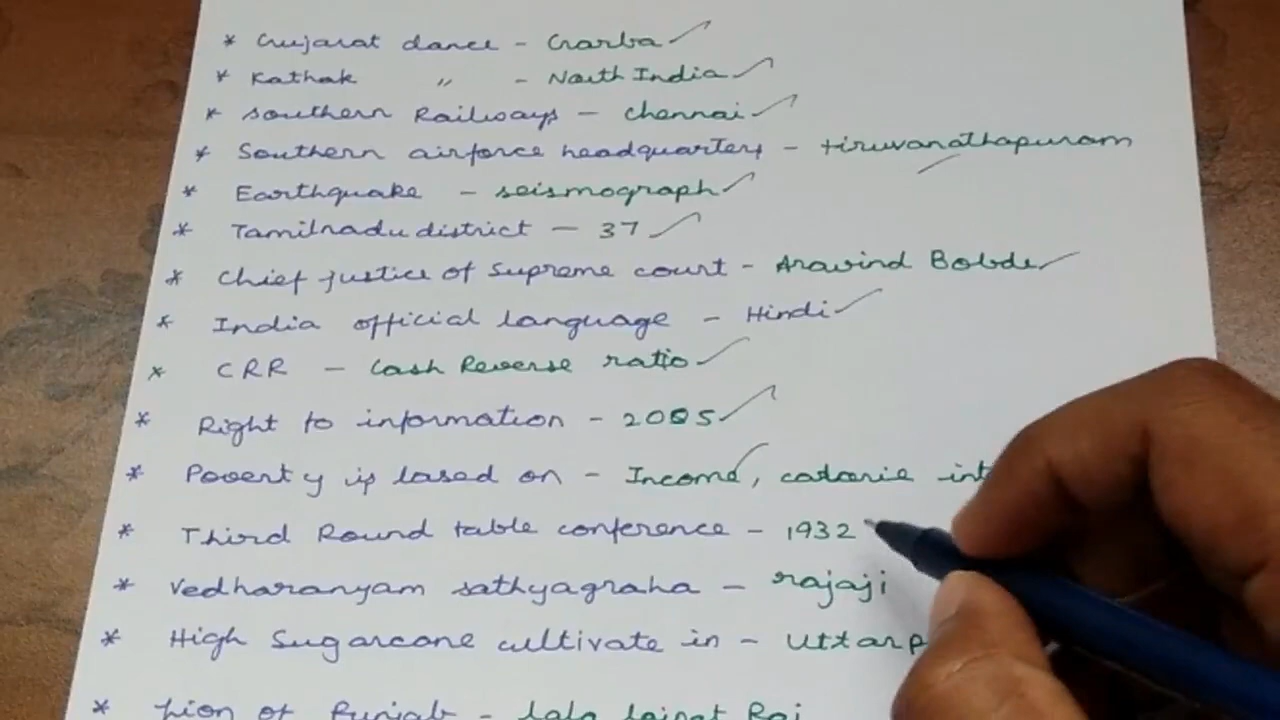 * Gujarat dance - Garba
* Kathak " - North India
* Southern Railways - Chennai
* Southern airforce headquarters - tiruvanathapuram
* Earthquake - seismograph
* Tamilnadu district - 37
* Chief justice of Supreme court - Aravind Bobde
* India official language - Hindi
* CRR - Cash Reverse ratio
* Right to information - 2005
* Poverty is based on - Income, calorie int
* Third Round table conference - 1932
* Vedharanyam sathyagraha - rajaji
* High Sugarcane cultivate in - Uttarp
* Lion of Punjab - lala lajpat Rai